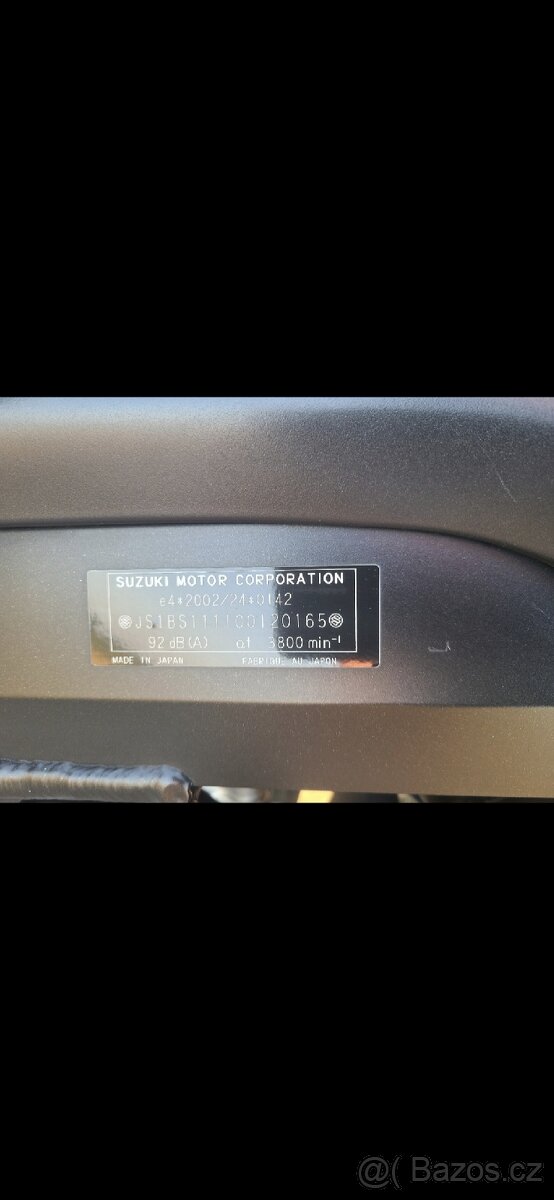 SUZUKI MOTOR CORPORATION
e4*2002/24*0142
JS1BS111100120165
92 dB(A) at 3800 min⁻¹
MADE IN JAPAN FABRIQUE AU JAPON
@( Bazos.cz